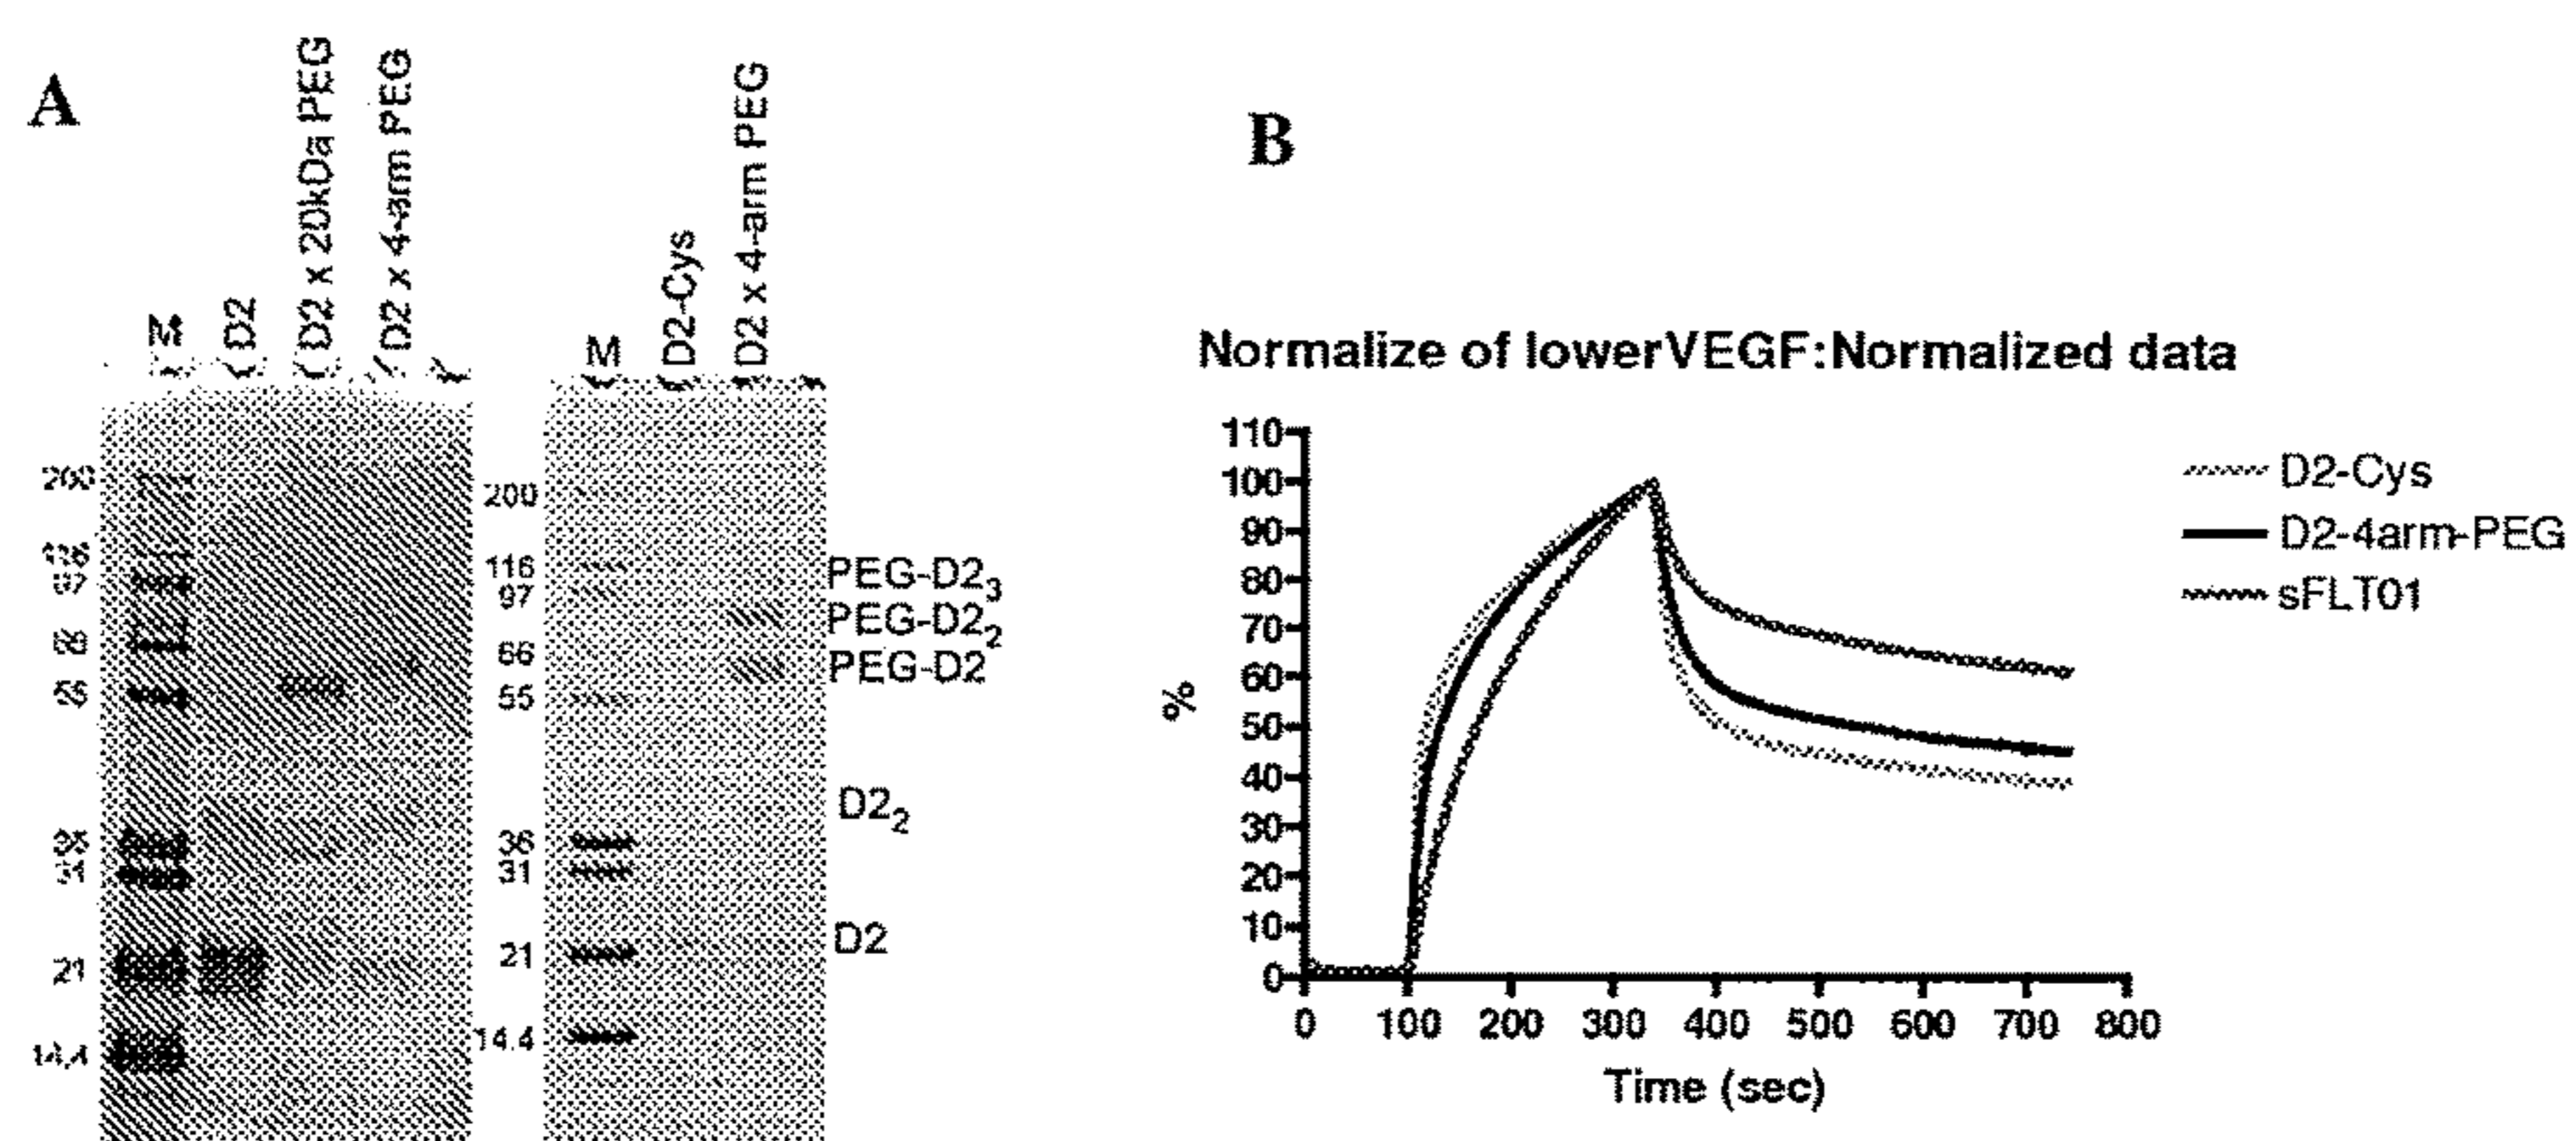 A
M
D2
D2 x 20kDa PEG
D2 x 4-arm PEG
200
116
97
66
55
36
31
21
14.4
M
D2-Cys
D2 x 4-arm PEG
200
116
97
66
55
36
31
21
14.4
PEG-D2₃
PEG-D2₂
PEG-D2
D2₂
D2
B
Normalize of lowerVEGF:Normalized data
110
100
90
80
70
60
50
40
30
20
10
0
%
0 100 200 300 400 500 600 700 800
Time (sec)
D2-Cys
D2-4arm-PEG
sFLT01